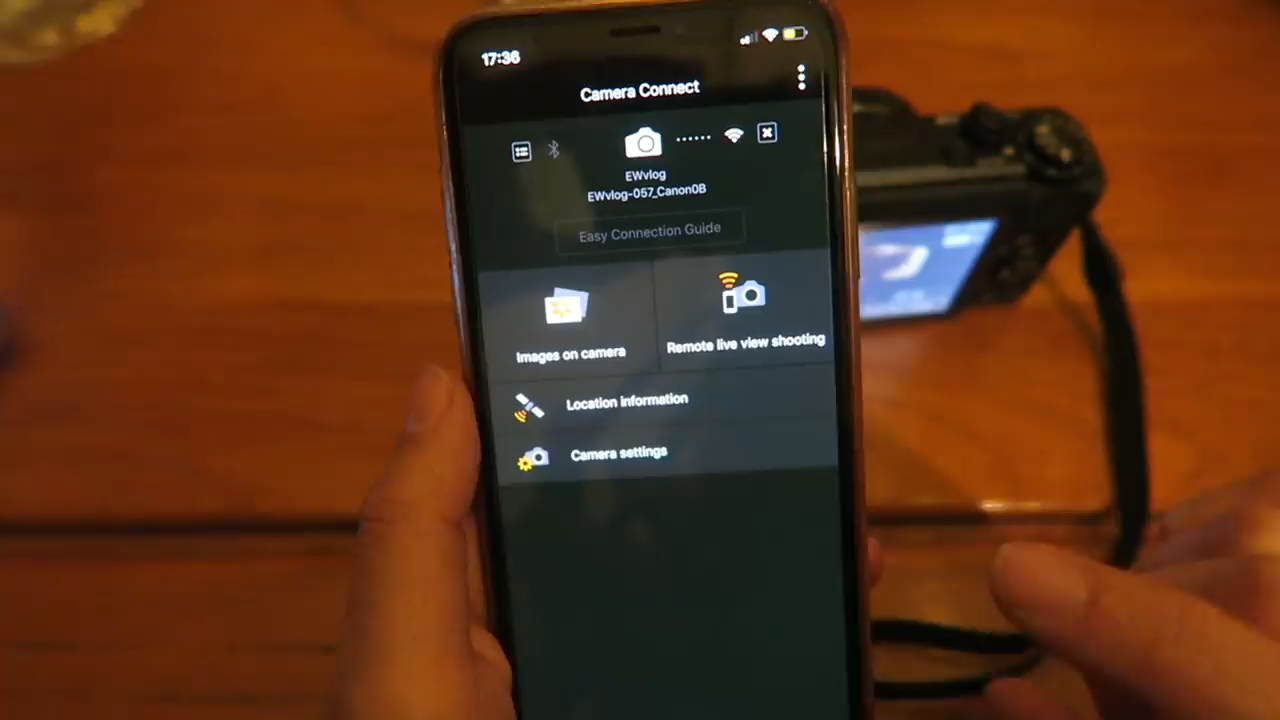 17:36
Camera Connect
EWvlog
EWvlog-057_Canon0B
Easy Connection Guide
Images on camera
Remote live view shooting
Location information
Camera settings